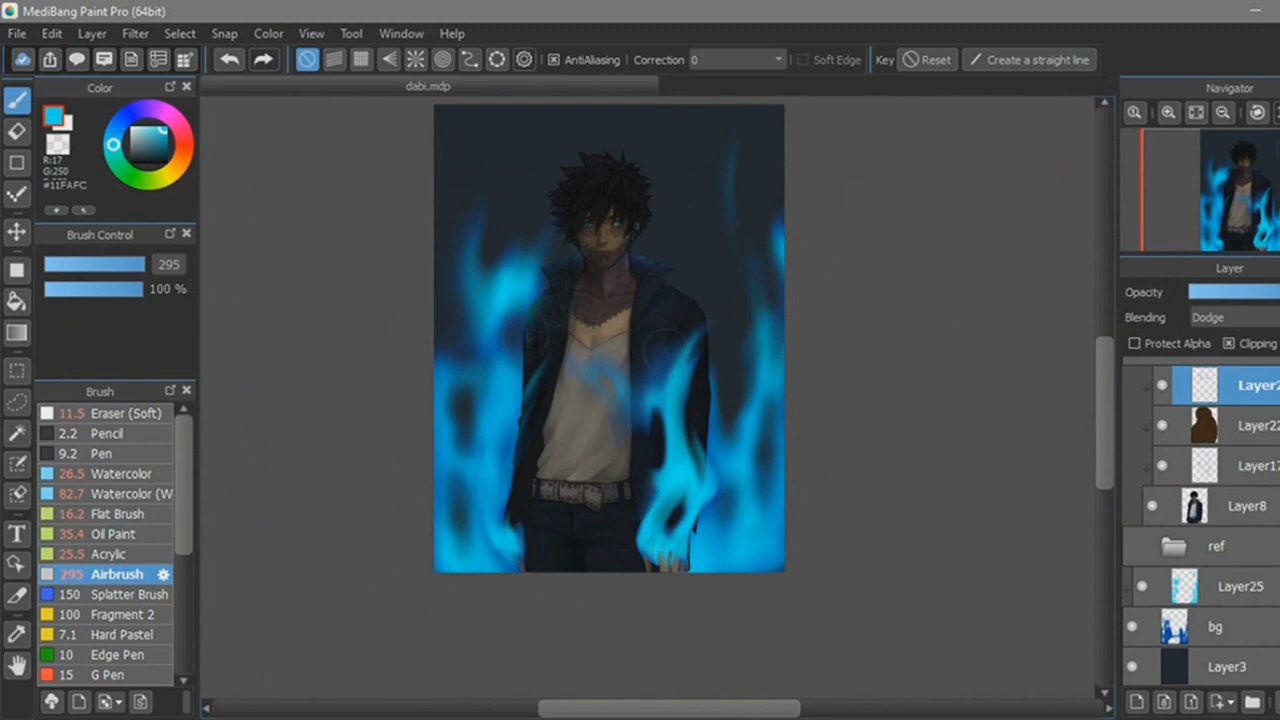 MediBang Paint Pro (64bit)
File Edit Layer Filter Select Snap Color View Tool Window Help
AntiAliasing Correction 0 Soft Edge Key Reset Create a straight line
Color
dabi.mdp
Navigator
R:17
G:250
#11FAFC
Brush Control
295
100 %
Brush
11.5 Eraser (Soft)
2.2 Pencil
9.2 Pen
26.5 Watercolor
82.7 Watercolor (W
16.2 Flat Brush
35.4 Oil Paint
25.5 Acrylic
295 Airbrush
150 Splatter Brush
100 Fragment 2
7.1 Hard Pastel
10 Edge Pen
15 G Pen
Layer
Opacity
Blending Dodge
Protect Alpha Clipping
Layer2
Layer22
Layer1
Layer8
ref
Layer25
bg
Layer3